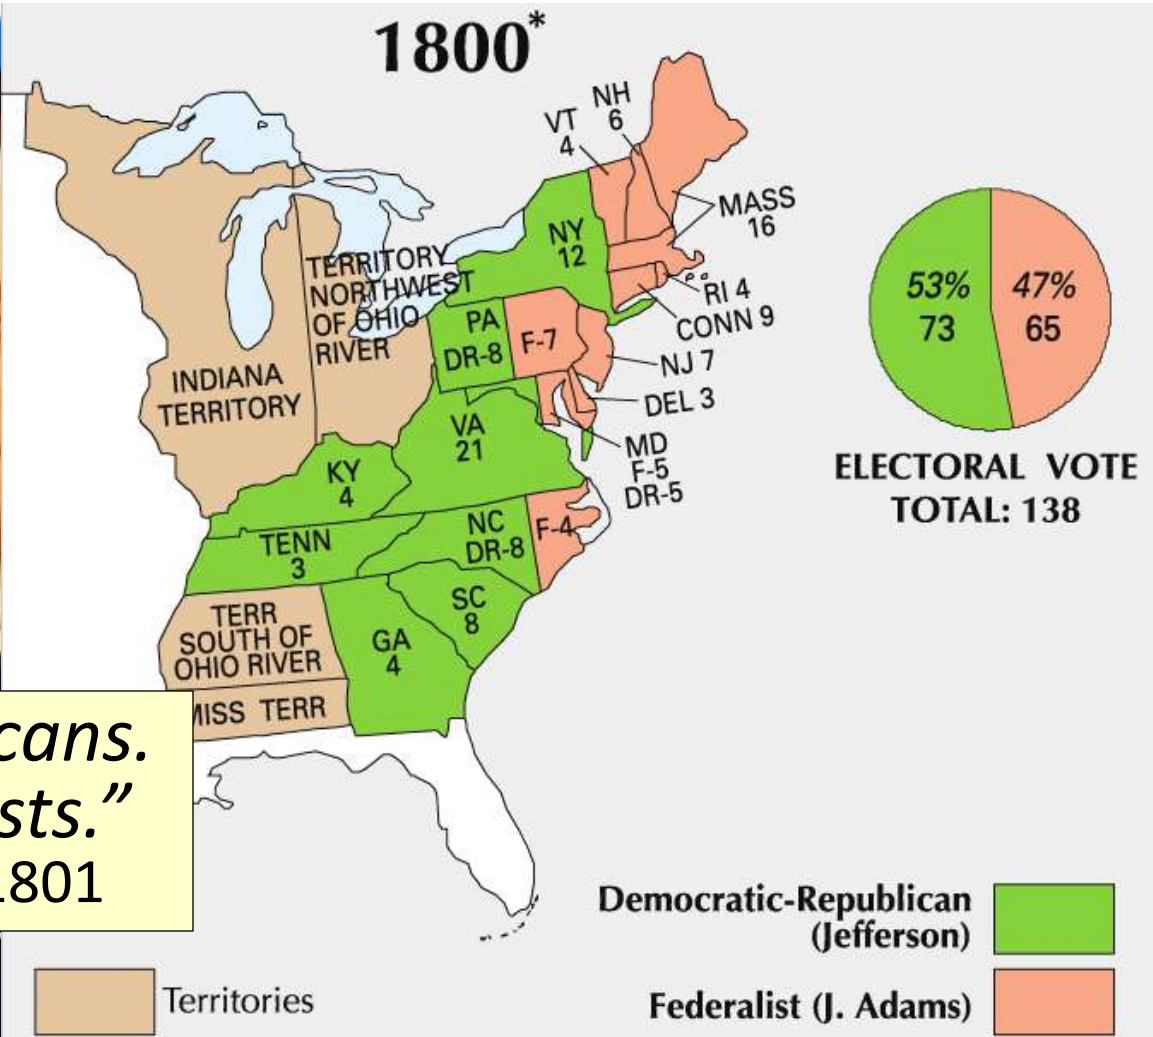 1800*
NH
6
VT
4
MASS
16
NY
12
RI 4
CONN 9
NJ 7
DEL 3
MD
F-5
DR-5
TERRITORY
NORTHWEST
OF OHIO
RIVER
PA
DR-8
F-7
INDIANA
TERRITORY
VA
21
KY
4
NC
DR-8
F-4
TENN
3
SC
8
GA
4
TERR
SOUTH OF
OHIO RIVER
MISS TERR
53%
73
47%
65
ELECTORAL VOTE
TOTAL: 138
cans.
sts.”
1801
Democratic-Republican
(Jefferson)
Territories
Federalist (J. Adams)